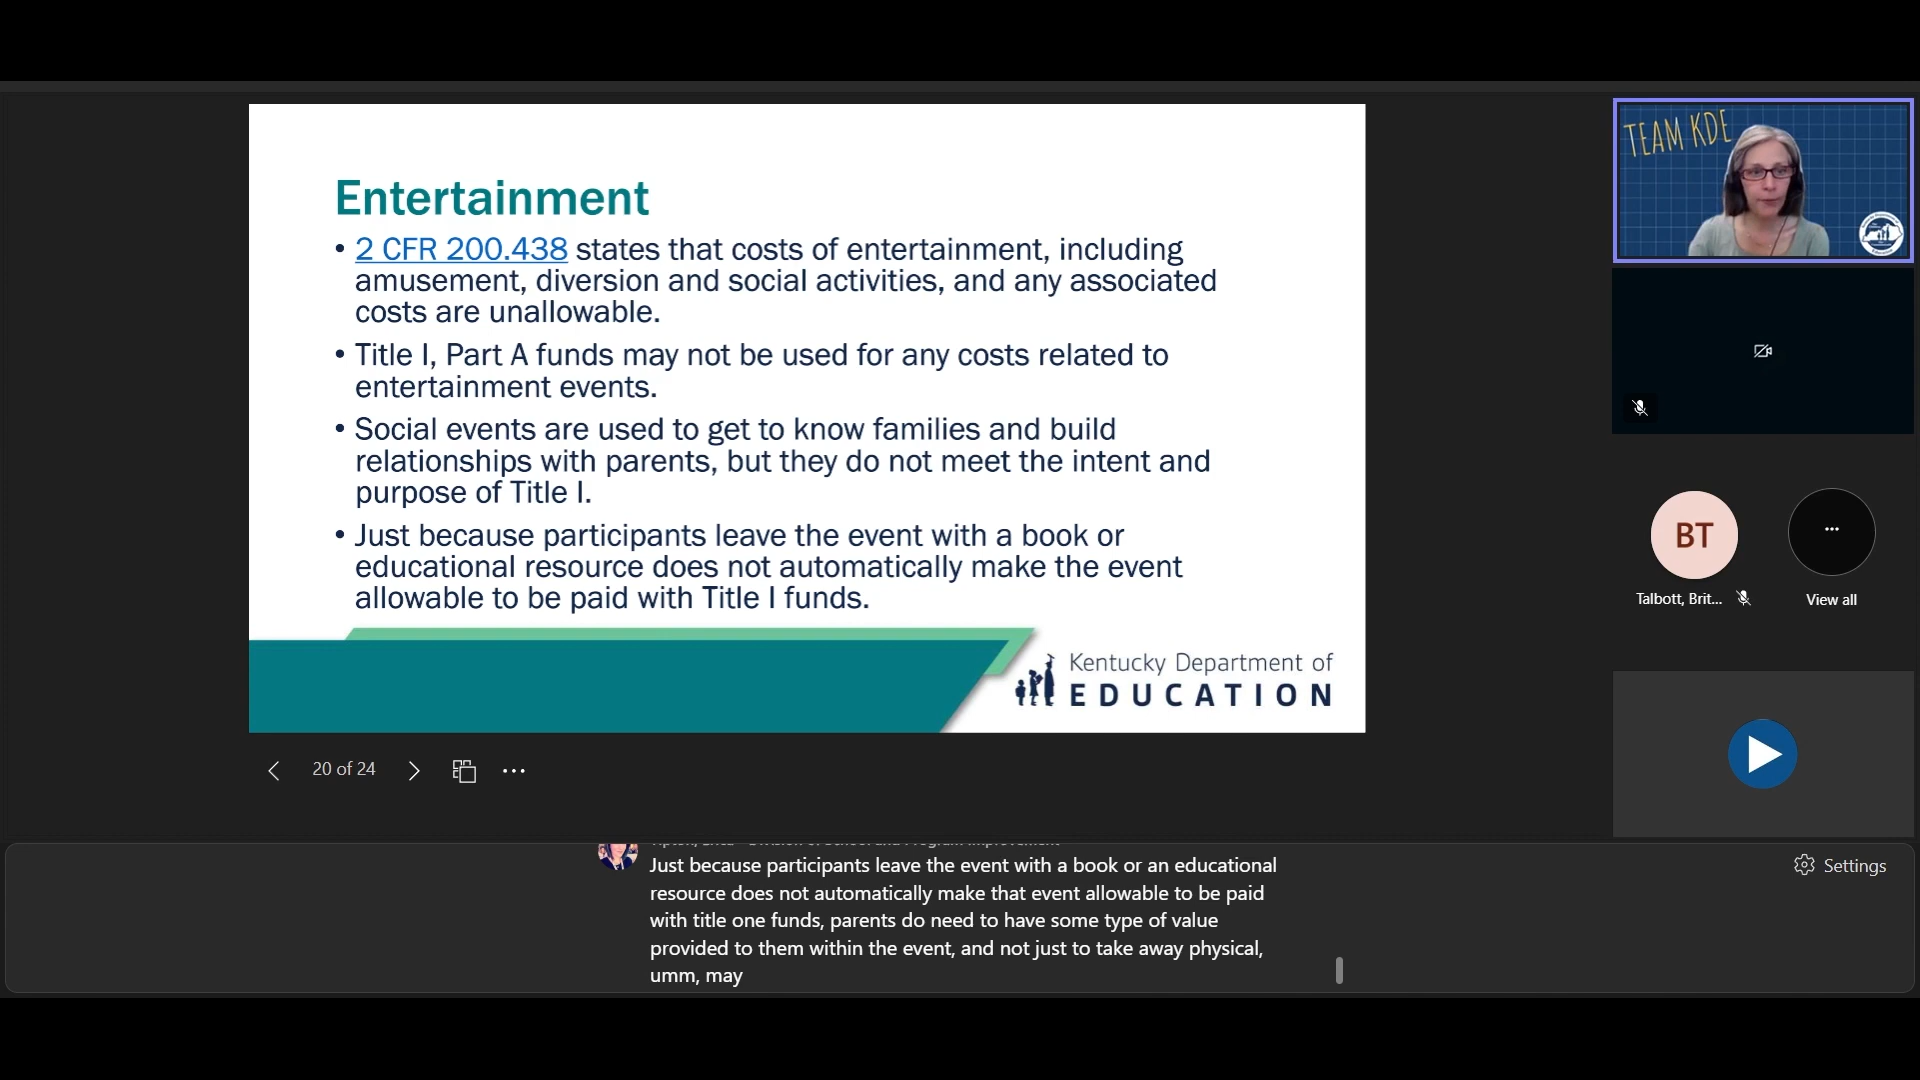 TEAM KDE
Entertainment
• 2 CFR 200.438 states that costs of entertainment, including
amusement, diversion and social activities, and any associated
costs are unallowable.
• Title I, Part A funds may not be used for any costs related to
entertainment events.
• Social events are used to get to know families and build
relationships with parents, but they do not meet the intent and
purpose of Title I.
• Just because participants leave the event with a book or
educational resource does not automatically make the event
allowable to be paid with Title I funds.
Kentucky Department of
EDUCATION
BT
Talbott, Brit...
View all
20 of 24
Just because participants leave the event with a book or an educational
resource does not automatically make that event allowable to be paid
with title one funds, parents do need to have some type of value
provided to them within the event, and not just to take away physical,
umm, may
Settings